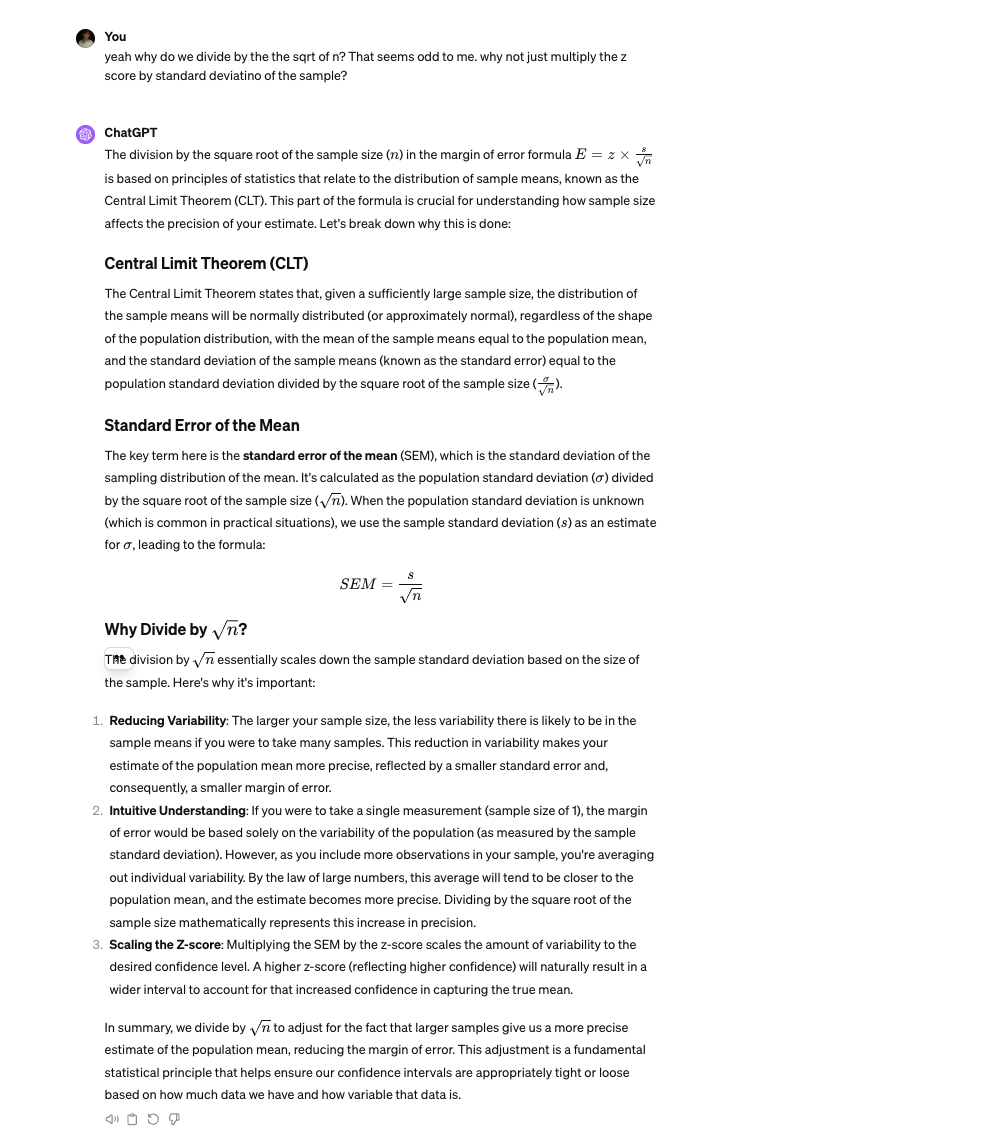 You
yeah why do we divide by the the sqrt of n? That seems odd to me. why not just multiply the z
score by standard deviatino of the sample?
ChatGPT
The division by the square root of the sample size (n) in the margin of error formula E = z × s/√n
is based on principles of statistics that relate to the distribution of sample means, known as the
Central Limit Theorem (CLT). This part of the formula is crucial for understanding how sample size
affects the precision of your estimate. Let's break down why this is done:
Central Limit Theorem (CLT)
The Central Limit Theorem states that, given a sufficiently large sample size, the distribution of
the sample means will be normally distributed (or approximately normal), regardless of the shape
of the population distribution, with the mean of the sample means equal to the population mean,
and the standard deviation of the sample means (known as the standard error) equal to the
population standard deviation divided by the square root of the sample size (σ/√n).
Standard Error of the Mean
The key term here is the standard error of the mean (SEM), which is the standard deviation of the
sampling distribution of the mean. It's calculated as the population standard deviation (σ) divided
by the square root of the sample size (√n). When the population standard deviation is unknown
(which is common in practical situations), we use the sample standard deviation (s) as an estimate
for σ, leading to the formula:
SEM = s/√n
Why Divide by √n?
The division by √n essentially scales down the sample standard deviation based on the size of
the sample. Here's why it's important:
1. Reducing Variability: The larger your sample size, the less variability there is likely to be in the
sample means if you were to take many samples. This reduction in variability makes your
estimate of the population mean more precise, reflected by a smaller standard error and,
consequently, a smaller margin of error.
2. Intuitive Understanding: If you were to take a single measurement (sample size of 1), the margin
of error would be based solely on the variability of the population (as measured by the sample
standard deviation). However, as you include more observations in your sample, you're averaging
out individual variability. By the law of large numbers, this average will tend to be closer to the
population mean, and the estimate becomes more precise. Dividing by the square root of the
sample size mathematically represents this increase in precision.
3. Scaling the Z-score: Multiplying the SEM by the z-score scales the amount of variability to the
desired confidence level. A higher z-score (reflecting higher confidence) will naturally result in a
wider interval to account for that increased confidence in capturing the true mean.
In summary, we divide by √n to adjust for the fact that larger samples give us a more precise
estimate of the population mean, reducing the margin of error. This adjustment is a fundamental
statistical principle that helps ensure our confidence intervals are appropriately tight or loose
based on how much data we have and how variable that data is.